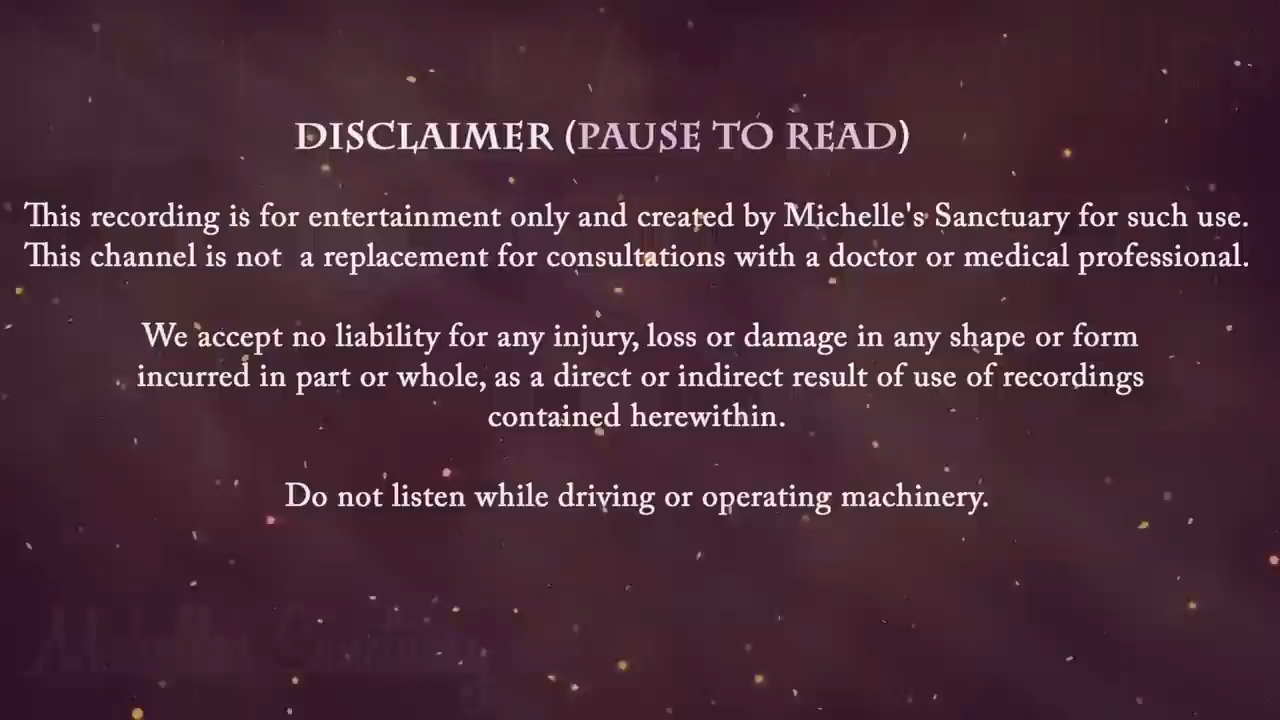 DISCLAIMER (PAUSE TO READ)
This recording is for entertainment only and created by Michelle's Sanctuary for such use.
This channel is not a replacement for consultations with a doctor or medical professional.
We accept no liability for any injury, loss or damage in any shape or form
incurred in part or whole, as a direct or indirect result of use of recordings
contained herewithin.
Do not listen while driving or operating machinery.
Michelle's Sanctuary